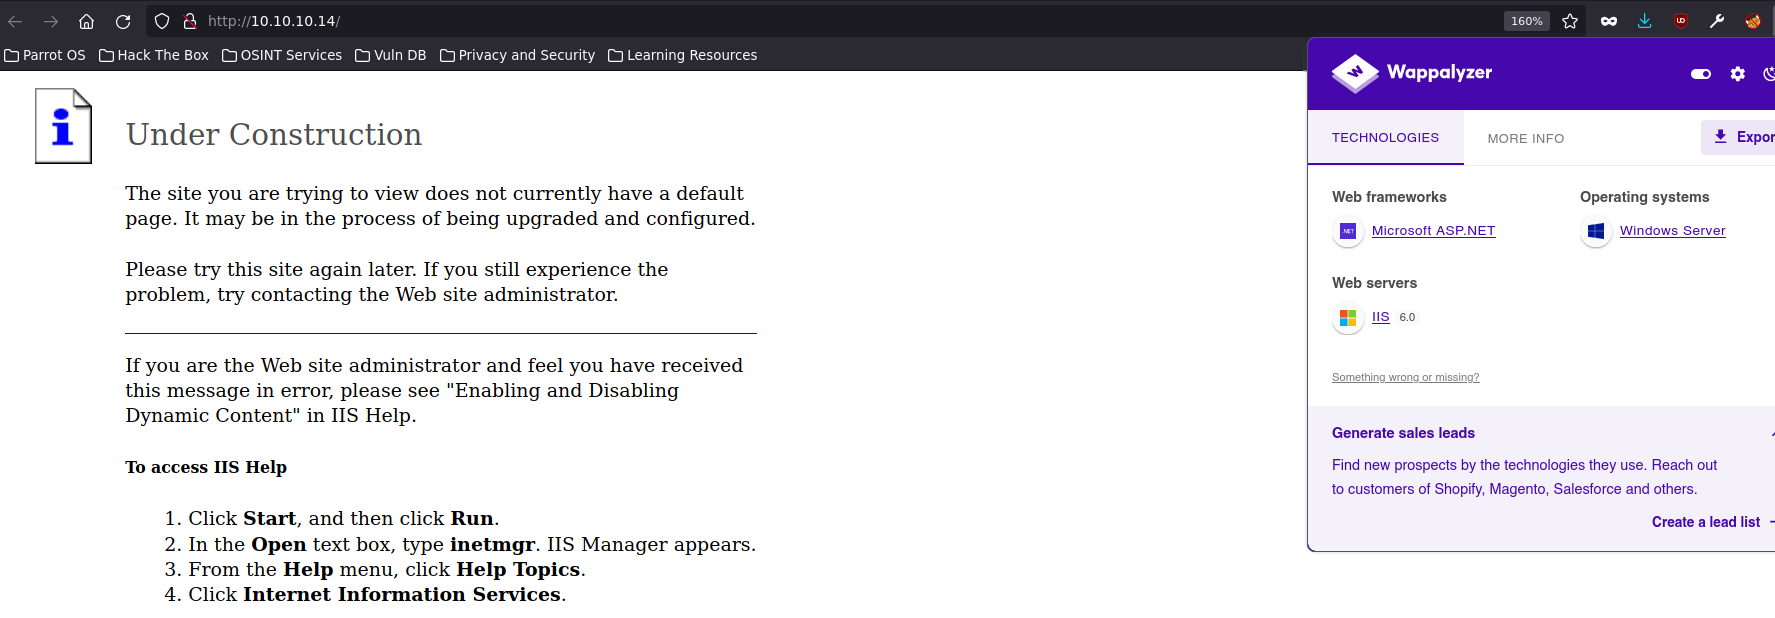 http://10.10.10.14/
160%
Parrot OS Hack The Box OSINT Services Vuln DB Privacy and Security Learning Resources
Under Construction
The site you are trying to view does not currently have a default
page. It may be in the process of being upgraded and configured.
Please try this site again later. If you still experience the
problem, try contacting the Web site administrator.
If you are the Web site administrator and feel you have received
this message in error, please see "Enabling and Disabling
Dynamic Content" in IIS Help.
To access IIS Help
1. Click Start, and then click Run.
2. In the Open text box, type inetmgr. IIS Manager appears.
3. From the Help menu, click Help Topics.
4. Click Internet Information Services.
W
Wappalyzer
TECHNOLOGIES MORE INFO Expor
Web frameworks
.NET Microsoft ASP.NET
Operating systems
Windows Server
Web servers
IIS 6.0
Something wrong or missing?
Generate sales leads
Find new prospects by the technologies they use. Reach out
to customers of Shopify, Magento, Salesforce and others.
Create a lead list